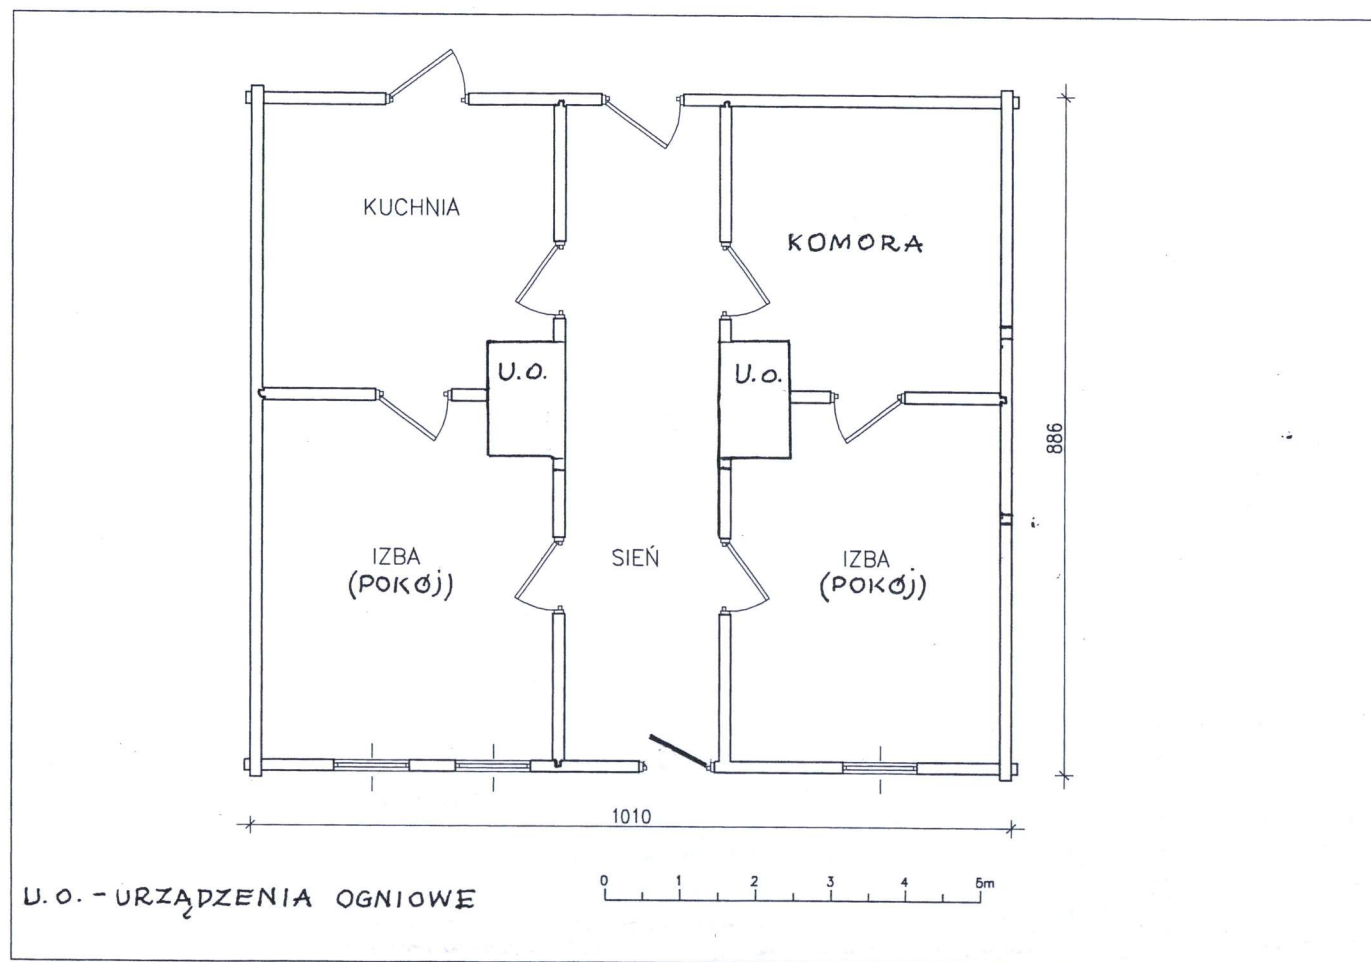 KUCHNIA
KOMORA
U.O.
U.O.
886
IZBA
(POKÓJ)
SIEŃ
IZBA
(POKÓJ)
1010
U.O. - URZĄDZENIA OGNIOWE
0 1 2 3 4 5m